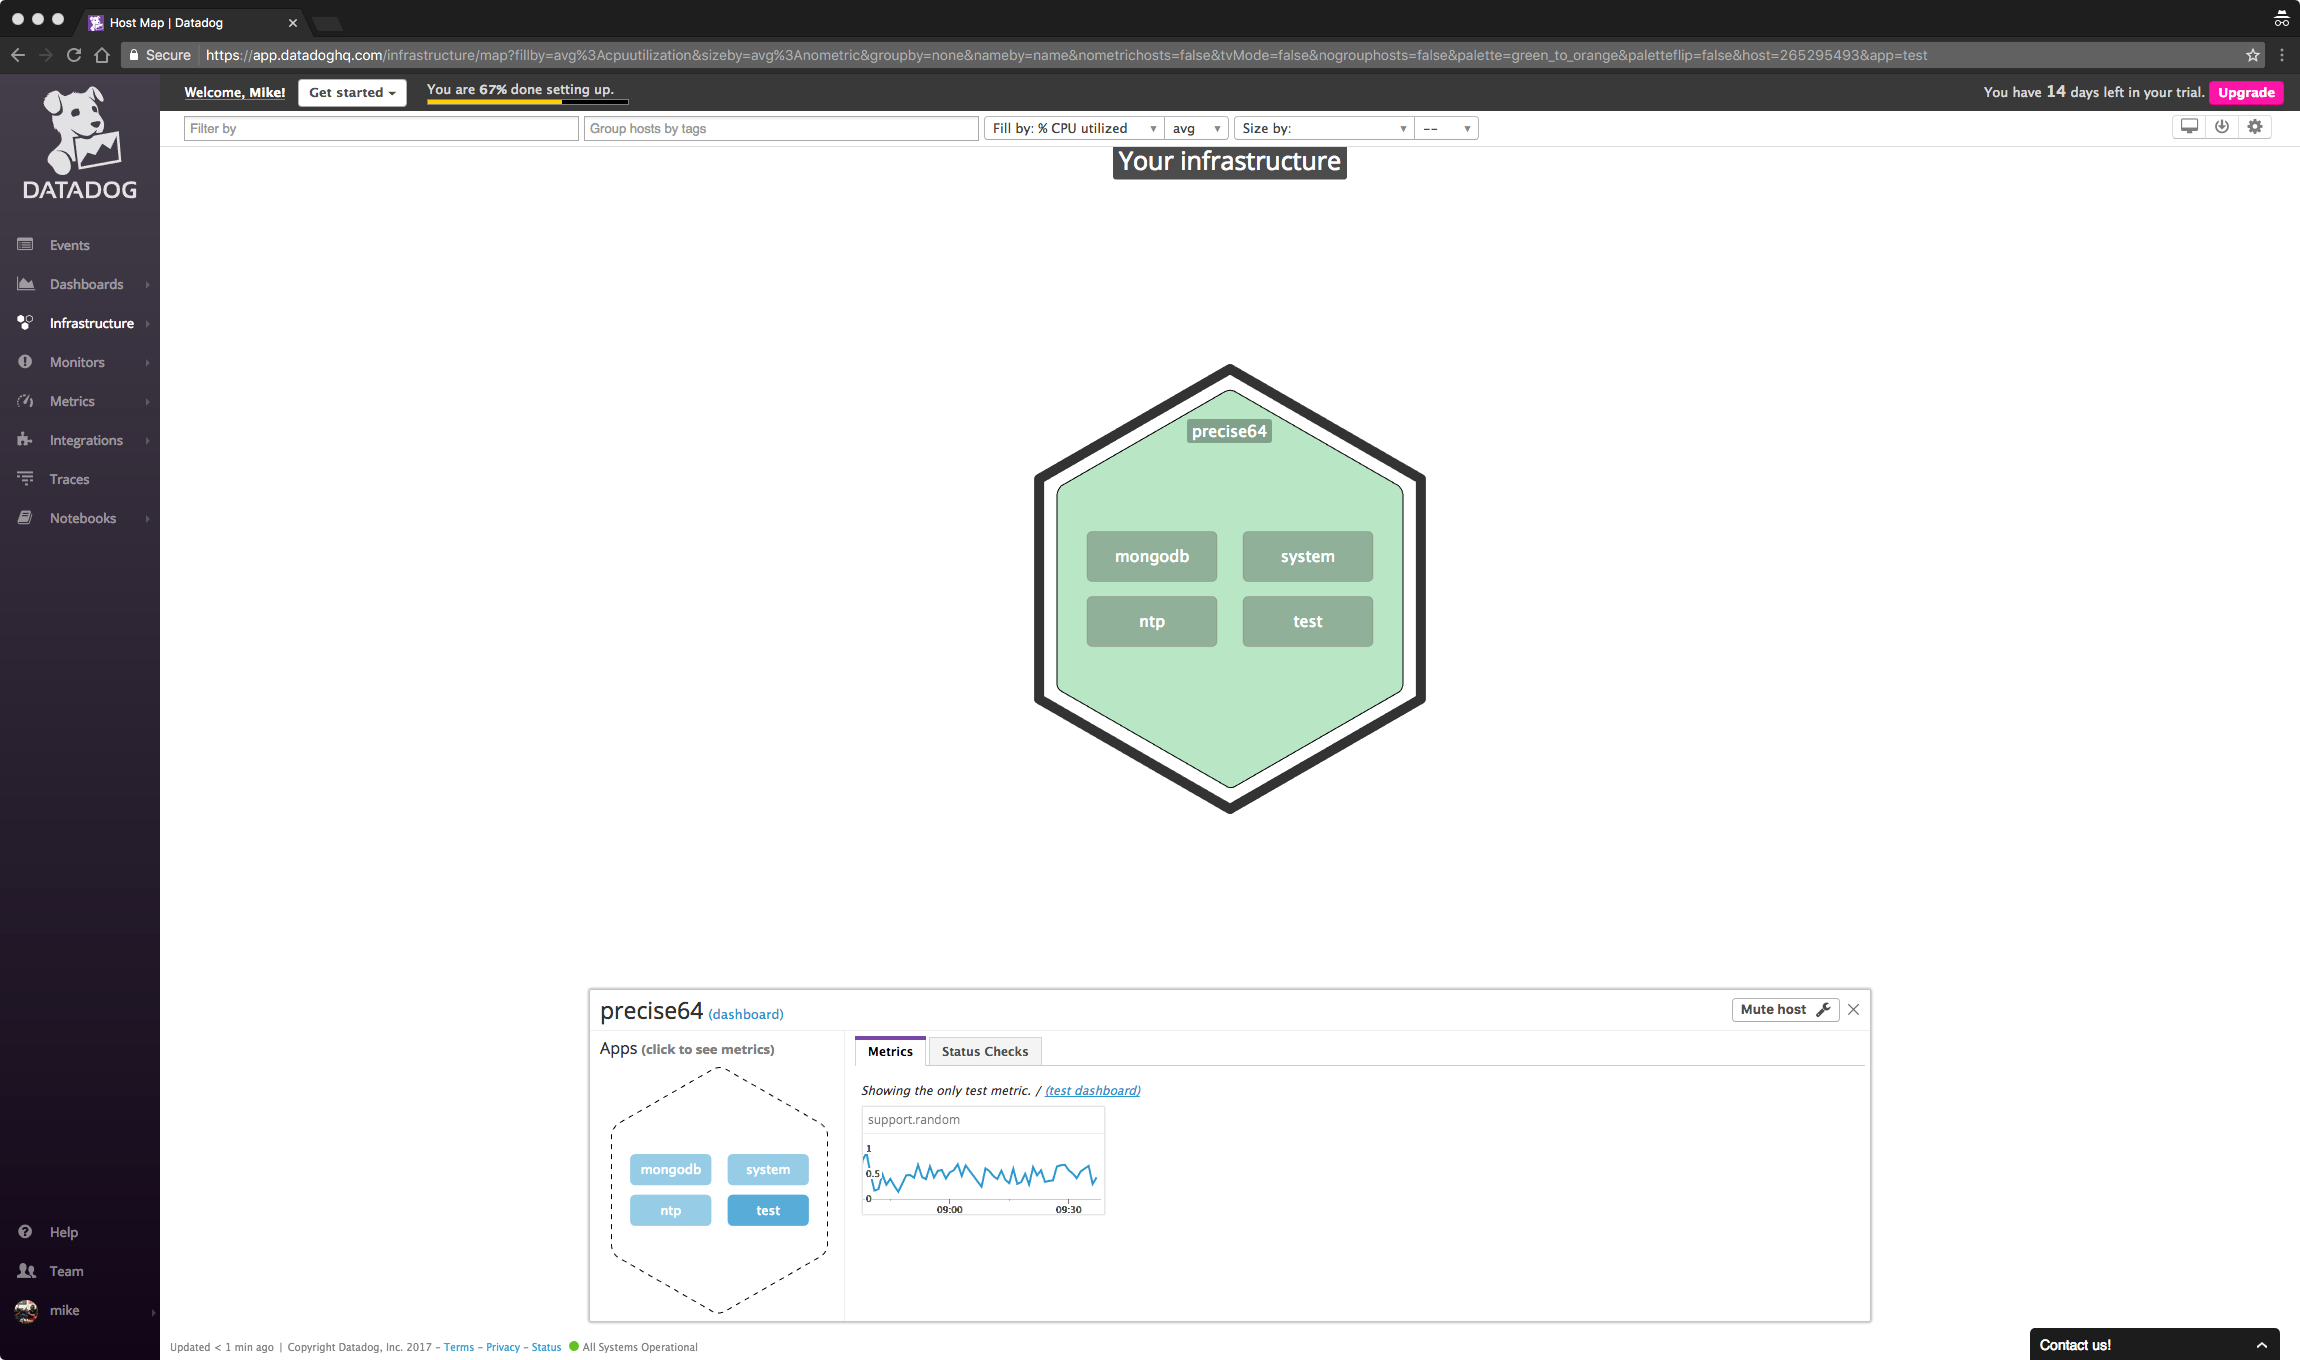 Host Map | Datadog
Secure https://app.datadoghq.com/infrastructure/map?fillby=avg%3Acpuutilization&sizeby=avg%3Anometric&groupby=none&nameby=name&nometrichosts=false&tvMode=false&nogrouphosts=false&palette=green_to_orange&paletteflip=false&host=265295493&app=test
DATADOG
Events
Dashboards
Infrastructure
Monitors
Metrics
Integrations
Traces
Notebooks
Help
Team
mike
Welcome, Mike! Get started You are 67% done setting up. You have 14 days left in your trial. Upgrade
Filter by Group hosts by tags Fill by: % CPU utilized avg Size by: --
Your infrastructure
precise64
mongodb system
ntp test
precise64 (dashboard) Mute host
Apps (click to see metrics)
mongodb system
ntp test
Metrics Status Checks
Showing the only test metric. / (test dashboard)
support.random
1
0.5
0
09:00 09:30
Updated < 1 min ago | Copyright Datadog, Inc. 2017 - Terms - Privacy - Status All Systems Operational
Contact us!